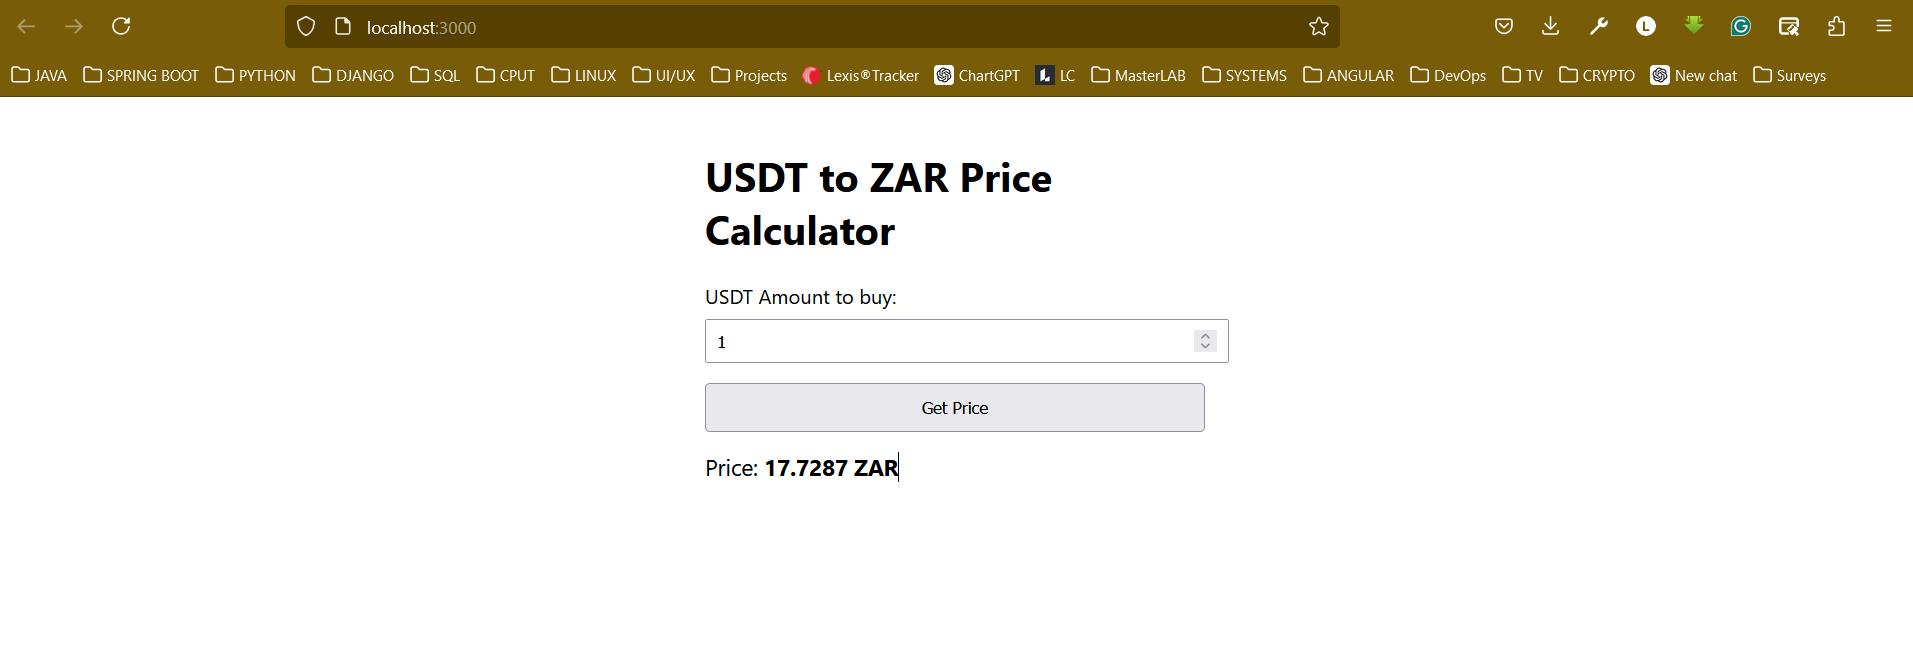 localhost:3000
JAVA SPRING BOOT PYTHON DJANGO SQL CPUT LINUX UI/UX Projects Lexis®Tracker ChartGPT LC MasterLAB SYSTEMS ANGULAR DevOps TV CRYPTO New chat Surveys
USDT to ZAR Price
Calculator
USDT Amount to buy:
1
Get Price
Price: 17.7287 ZAR